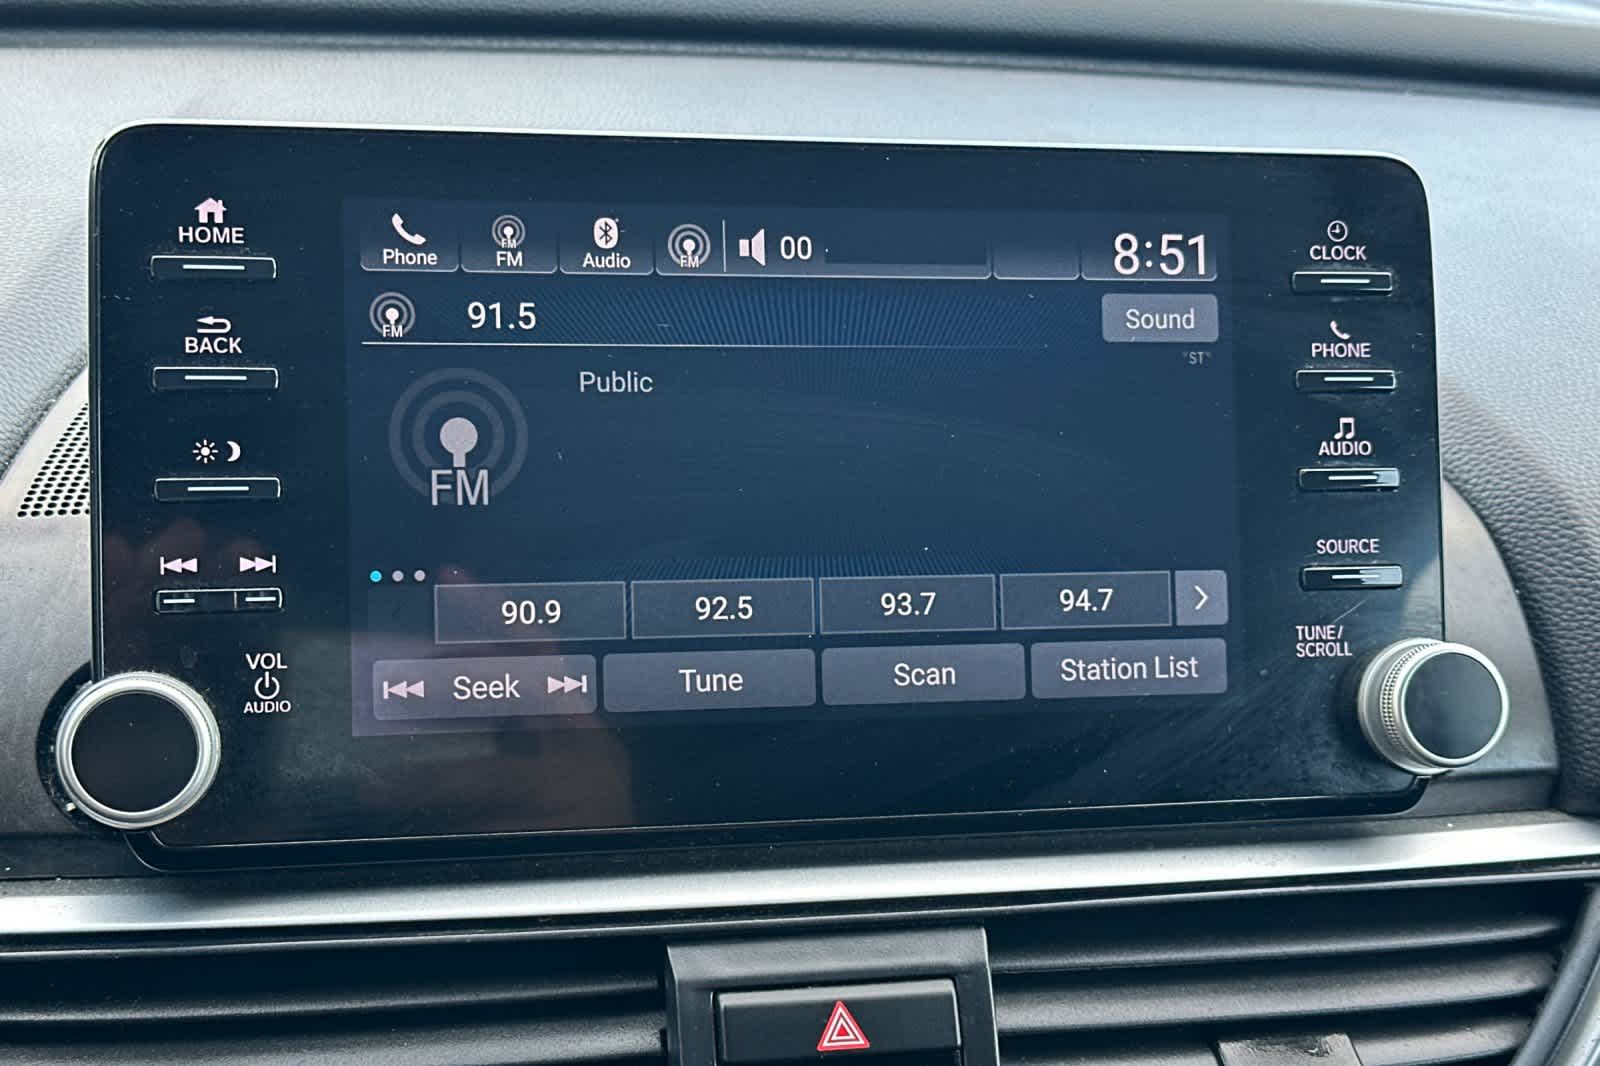 HOME
BACK
VOL
AUDIO
Phone
FM
FM
Audio
FM
00
8:51
FM
91.5
Sound
"ST"
Public
FM
90.9
92.5
93.7
94.7
Seek
Tune
Scan
Station List
CLOCK
PHONE
AUDIO
SOURCE
TUNE/
SCROLL